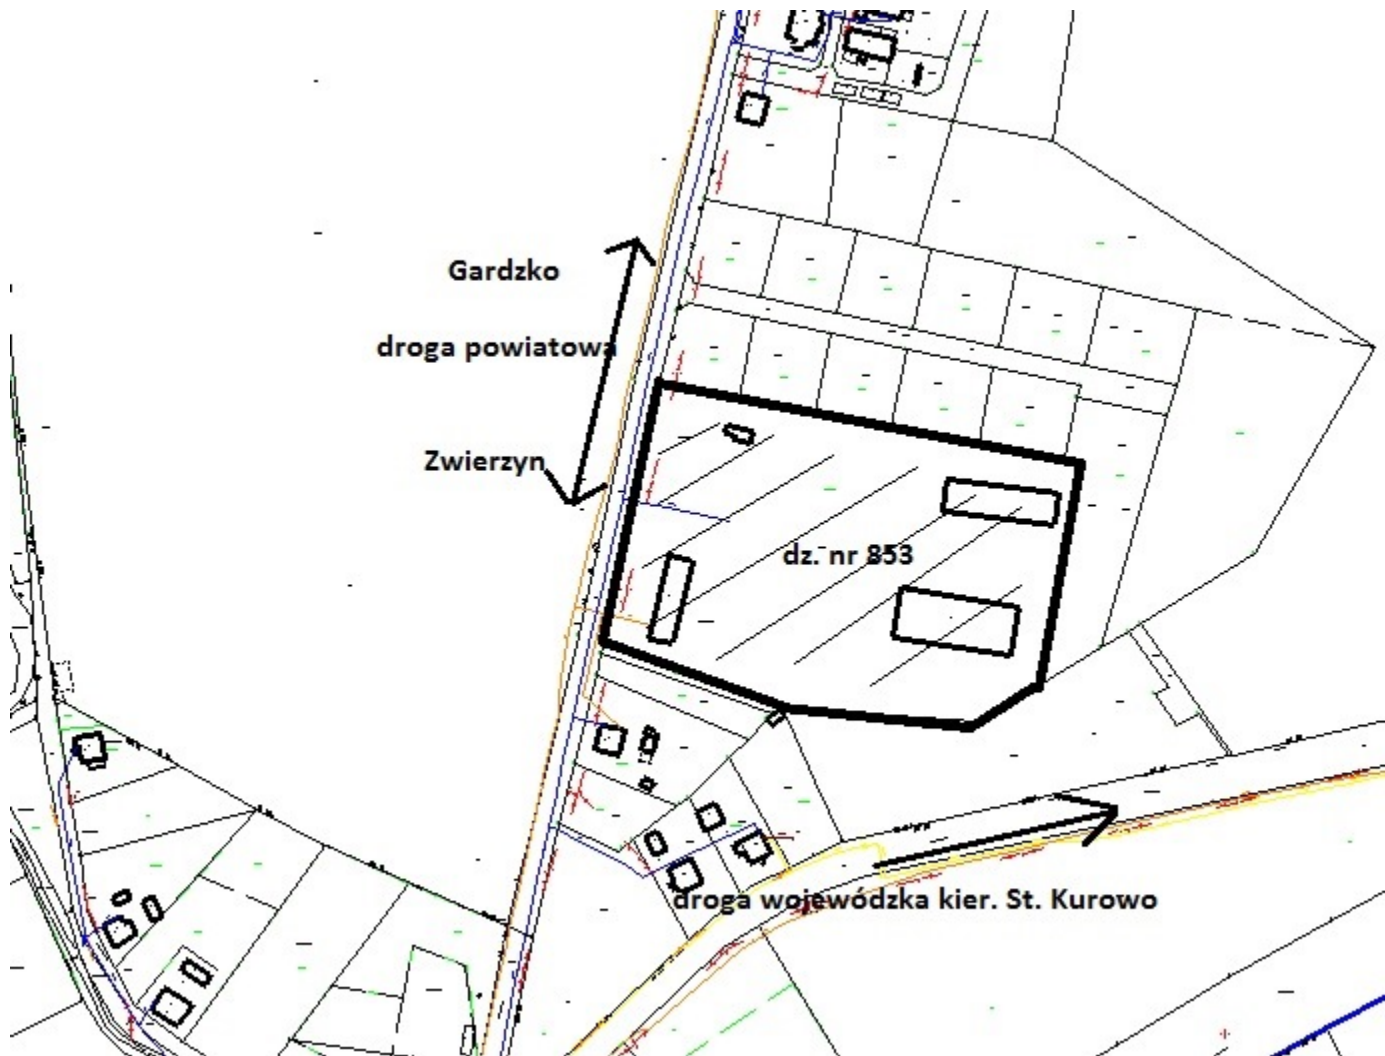 Gardzko
droga powiatowa
Zwierzyn
dz. nr 853
droga wojewódzka kier. St. Kurowo